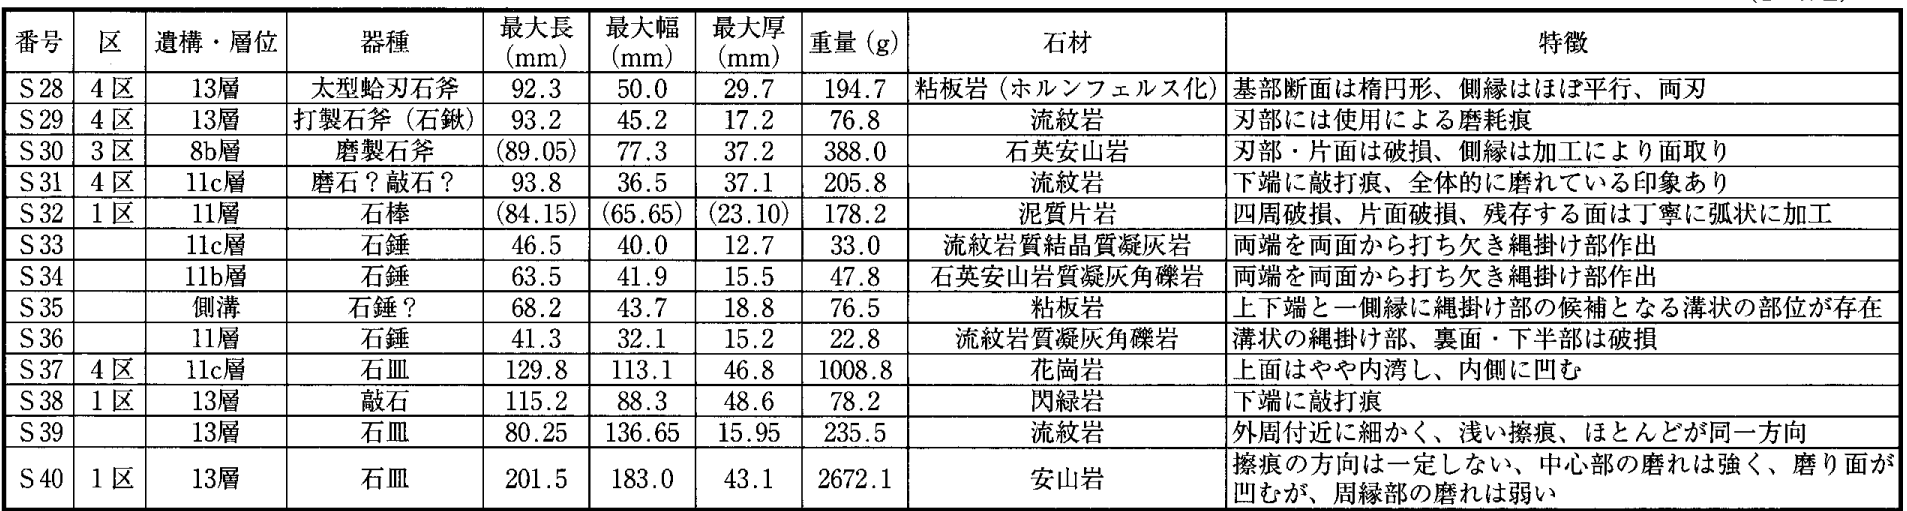 番号 区 遺構・層位 器種 最大長(mm) 最大幅(mm) 最大厚(mm) 重量(g) 石材 特徴
S28 4区 13層 太型蛤刃石斧 92.3 50.0 29.7 194.7 粘板岩(ホルンフェルス化) 基部断面は楕円形、側縁はほぼ平行、両刃
S29 4区 13層 打製石斧(石鍬) 93.2 45.2 17.2 76.8 流紋岩 刃部には使用による磨耗痕
S30 3区 8b層 磨製石斧 (89.05) 77.3 37.2 388.0 石英安山岩 刃部・片面は破損、側縁は加工により面取り
S31 4区 11c層 磨石?敲石? 93.8 36.5 37.1 205.8 流紋岩 下端に敲打痕、全体的に磨れている印象あり
S32 1区 11層 石棒 (84.15) (65.65) (23.10) 178.2 泥質片岩 四周破損、片面破損、残存する面は丁寧に弧状に加工
S33 11c層 石錘 46.5 40.0 12.7 33.0 流紋岩質結晶質凝灰岩 両端を両面から打ち欠き縄掛け部作出
S34 11b層 石錘 63.5 41.9 15.5 47.8 石英安山岩質凝灰角礫岩 両端を両面から打ち欠き縄掛け部作出
S35 側溝 石錘? 68.2 43.7 18.8 76.5 粘板岩 上下端と一側縁に縄掛け部の候補となる溝状の部位が存在
S36 11層 石錘 41.3 32.1 15.2 22.8 流紋岩質凝灰角礫岩 溝状の縄掛け部、裏面・下半部は破損
S37 4区 11c層 石皿 129.8 113.1 46.8 1008.8 花崗岩 上面はやや内湾し、内側に凹む
S38 1区 13層 敲石 115.2 88.3 48.6 78.2 閃緑岩 下端に敲打痕
S39 13層 石皿 80.25 136.65 15.95 235.5 流紋岩 外周付近に細かく、浅い擦痕、ほとんどが同一方向
S40 1区 13層 石皿 201.5 183.0 43.1 2672.1 安山岩 擦痕の方向は一定しない、中心部の磨れは強く、磨り面が
凹むが、周縁部の磨れは弱い